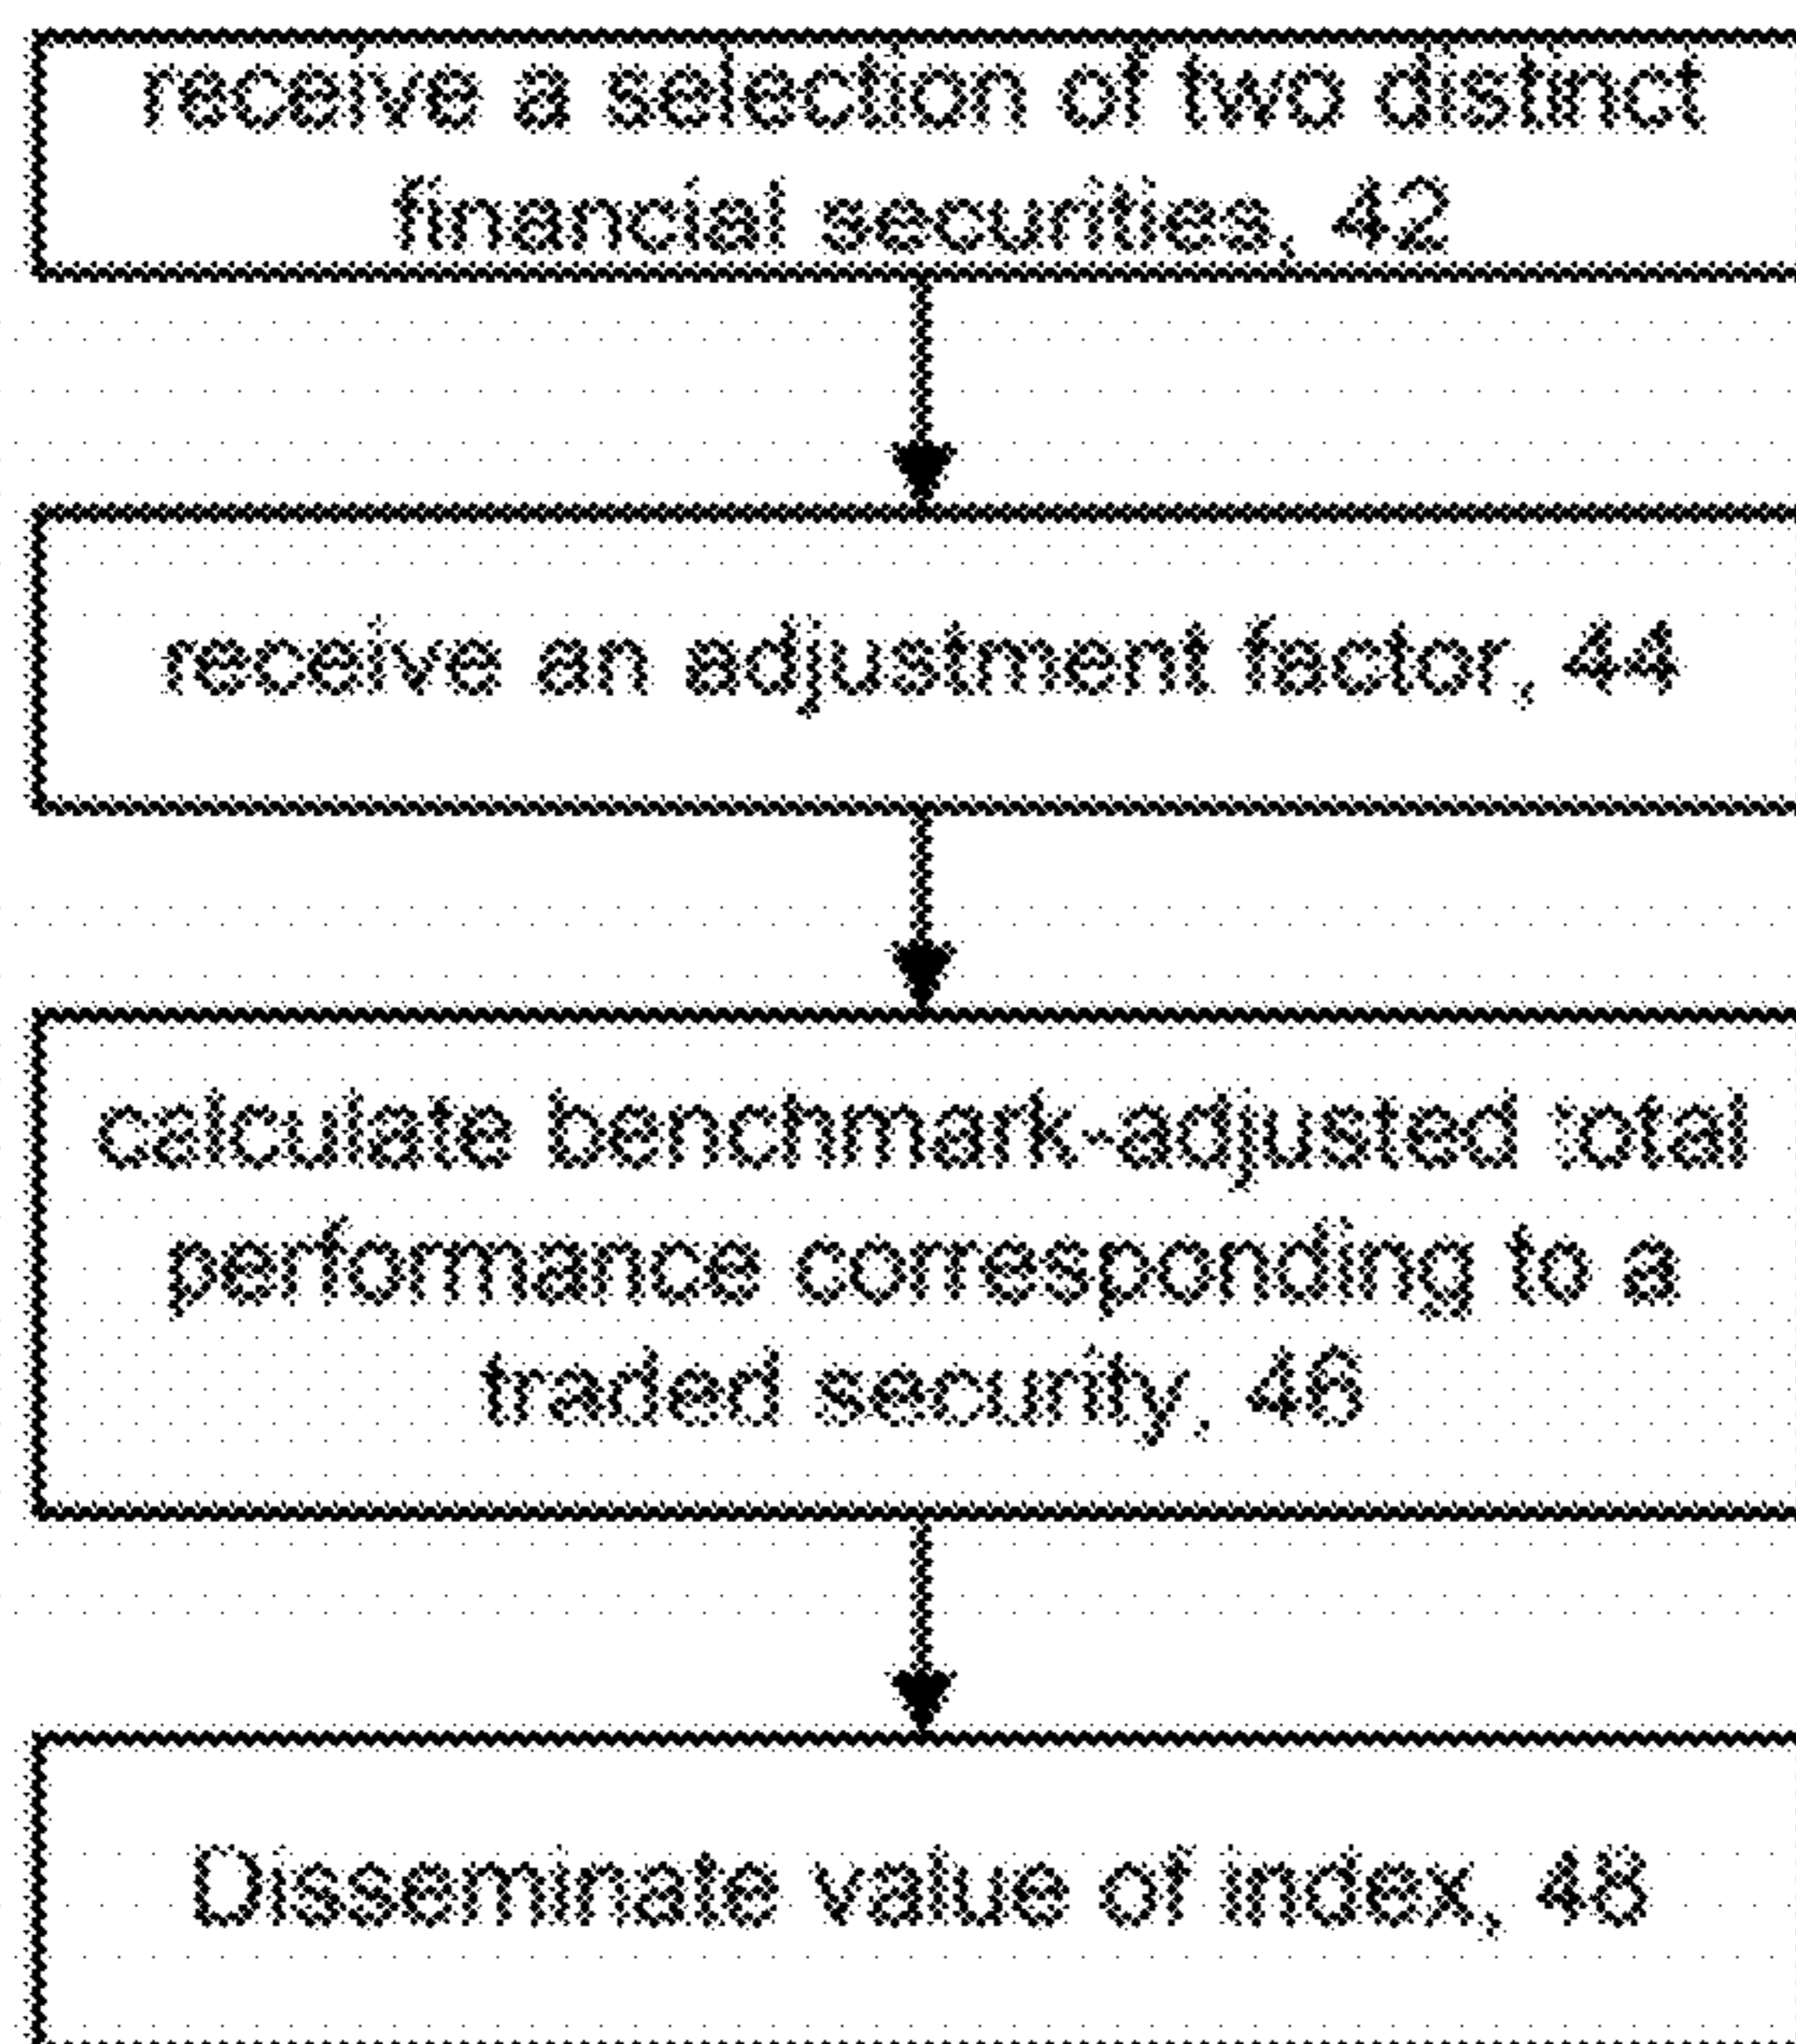 receive a selection of two distinct
financial securities, 42
receive an adjustment factor, 44
calculate benchmark-adjusted total
performance corresponding to a
traded security, 46
Disseminate value of index, 48